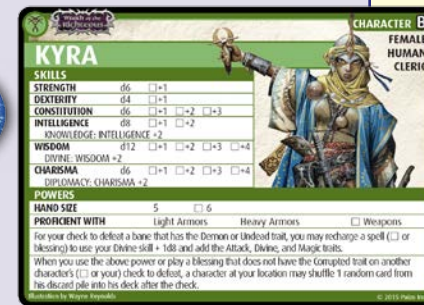 Wrath of the
Righteous
CHARACTER B
FEMALE
HUMAN
CLERIC
KYRA
SKILLS
STRENGTH d6 □+1
DEXTERITY d4 □+1
CONSTITUTION d6 □+1 □+2 □+3
INTELLIGENCE d8 □+1 □+2
KNOWLEDGE: INTELLIGENCE +2
WISDOM d12 □+1 □+2 □+3 □+4
DIVINE: WISDOM +2
CHARISMA d6 □+1 □+2 □+3 □+4
DIPLOMACY: CHARISMA +2
POWERS
HAND SIZE 5 □ 6
PROFICIENT WITH Light Armors Heavy Armors □ Weapons
For your check to defeat a bane that has the Demon or Undead trait, you may recharge a spell (□ or
blessing) to use your Divine skill + 1d8 and add the Attack, Divine, and Magic traits.
When you use the above power or play a blessing that does not have the Corrupted trait on another
character's (□ or your) check to defeat, a character at your location may shuffle 1 random card from
his discard pile into his deck after the check.
Illustration by Wayne Reynolds
© 2015 Paizo In